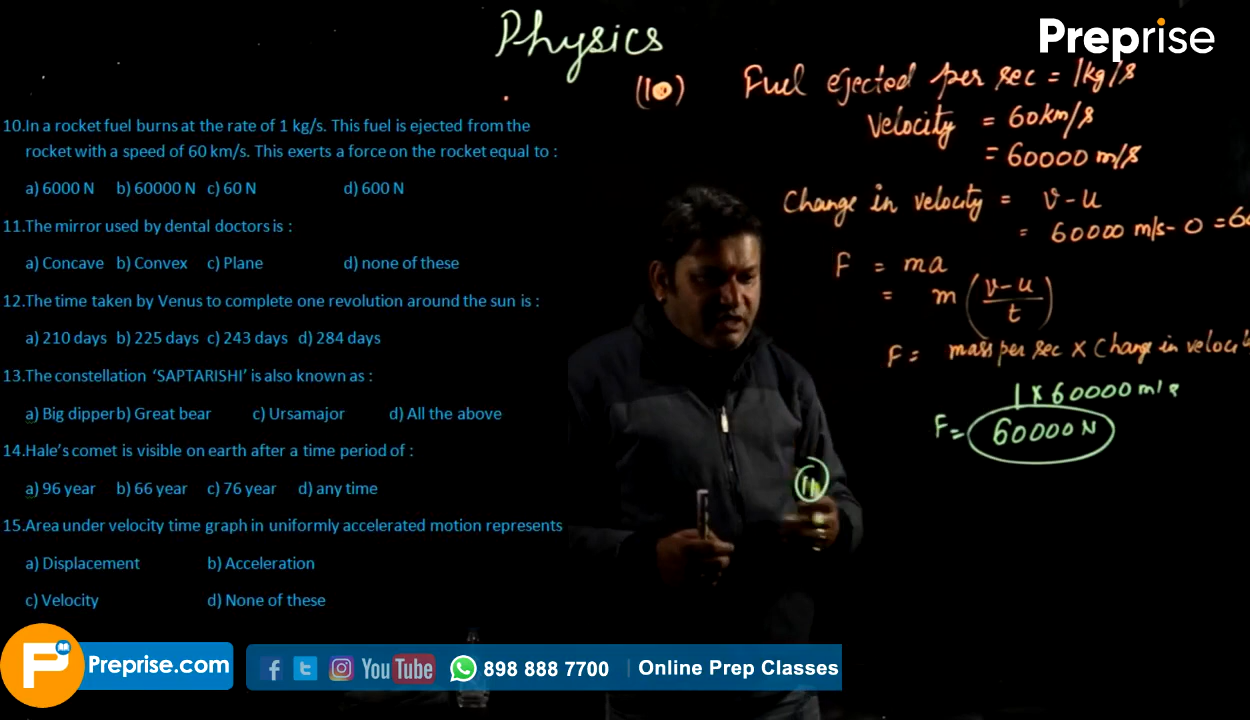 Physics
Preprise
10.In a rocket fuel burns at the rate of 1 kg/s. This fuel is ejected from the
rocket with a speed of 60 km/s. This exerts a force on the rocket equal to :
a) 6000 N b) 60000 N c) 60 N d) 600 N
11.The mirror used by dental doctors is :
a) Concave b) Convex c) Plane d) none of these
12.The time taken by Venus to complete one revolution around the sun is :
a) 210 days b) 225 days c) 243 days d) 284 days
13.The constellation ‘SAPTARISHI’ is also known as :
a) Big dipperb) Great bear c) Ursamajor d) All the above
14.Hale’s comet is visible on earth after a time period of :
a) 96 year b) 66 year c) 76 year d) any time
15.Area under velocity time graph in uniformly accelerated motion represents
a) Displacement b) Acceleration
c) Velocity d) None of these
(10) Fuel ejected per sec = 1kg/s
Velocity = 60km/s
= 60000 m/s
Change in velocity = v-u
= 60000 m/s - 0 = 60
F = ma
= m (v-u/t)
F = mass per sec X Change in
1 X 60000 m/s
F = 60000 N
Preprise.com
YouTube 898 888 7700 | Online Prep Classes